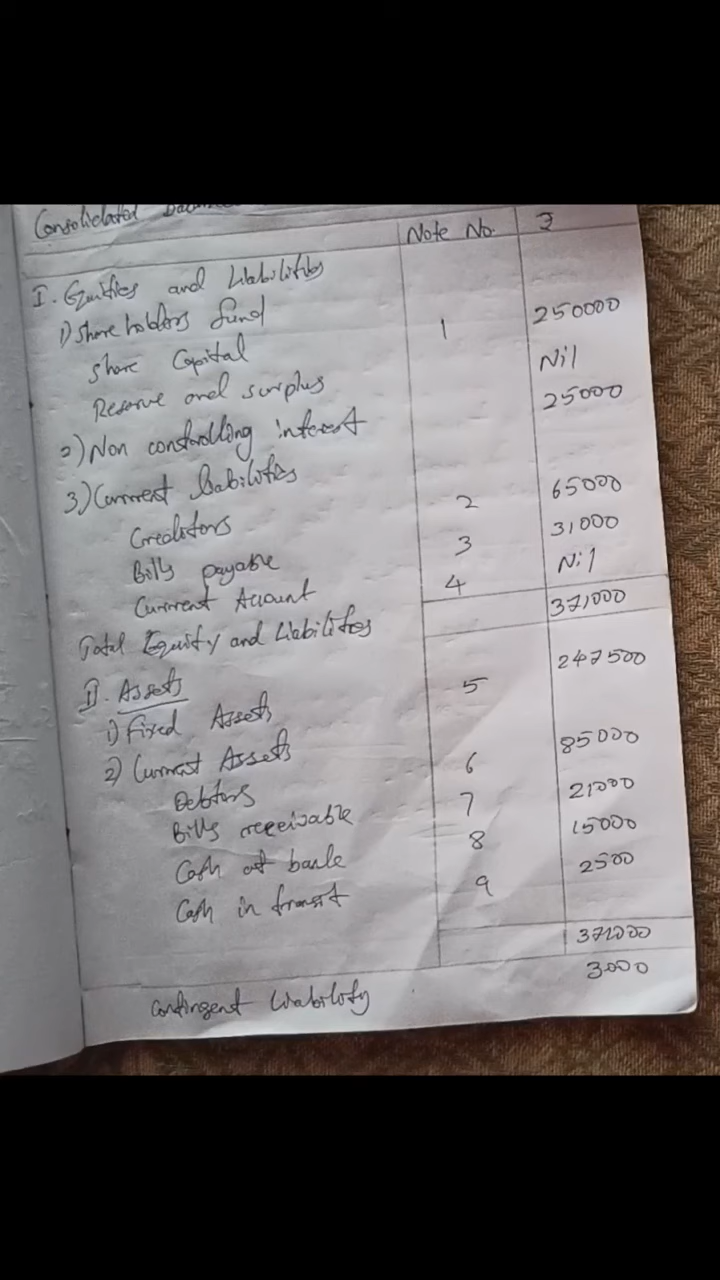 Consolidated
Note No. ₹
I. Equities and Liabilities
1) Share holders fund
Share Capital 1 250000
Reserve and surplus Nil
2) Non controlling interest 25000
3) Current liabilities
Creditors 2 65000
Bills payable 3 31000
Current Account 4 Nil
Total Equity and Liabilities 371000
II. Assets
1) Fixed Assets 5 247500
2) Current Assets
Debtors 6 85000
Bills receivable 7 21000
Cash at bank 8 15000
Cash in transit 9 2500
371000
Contingent Liability 3000